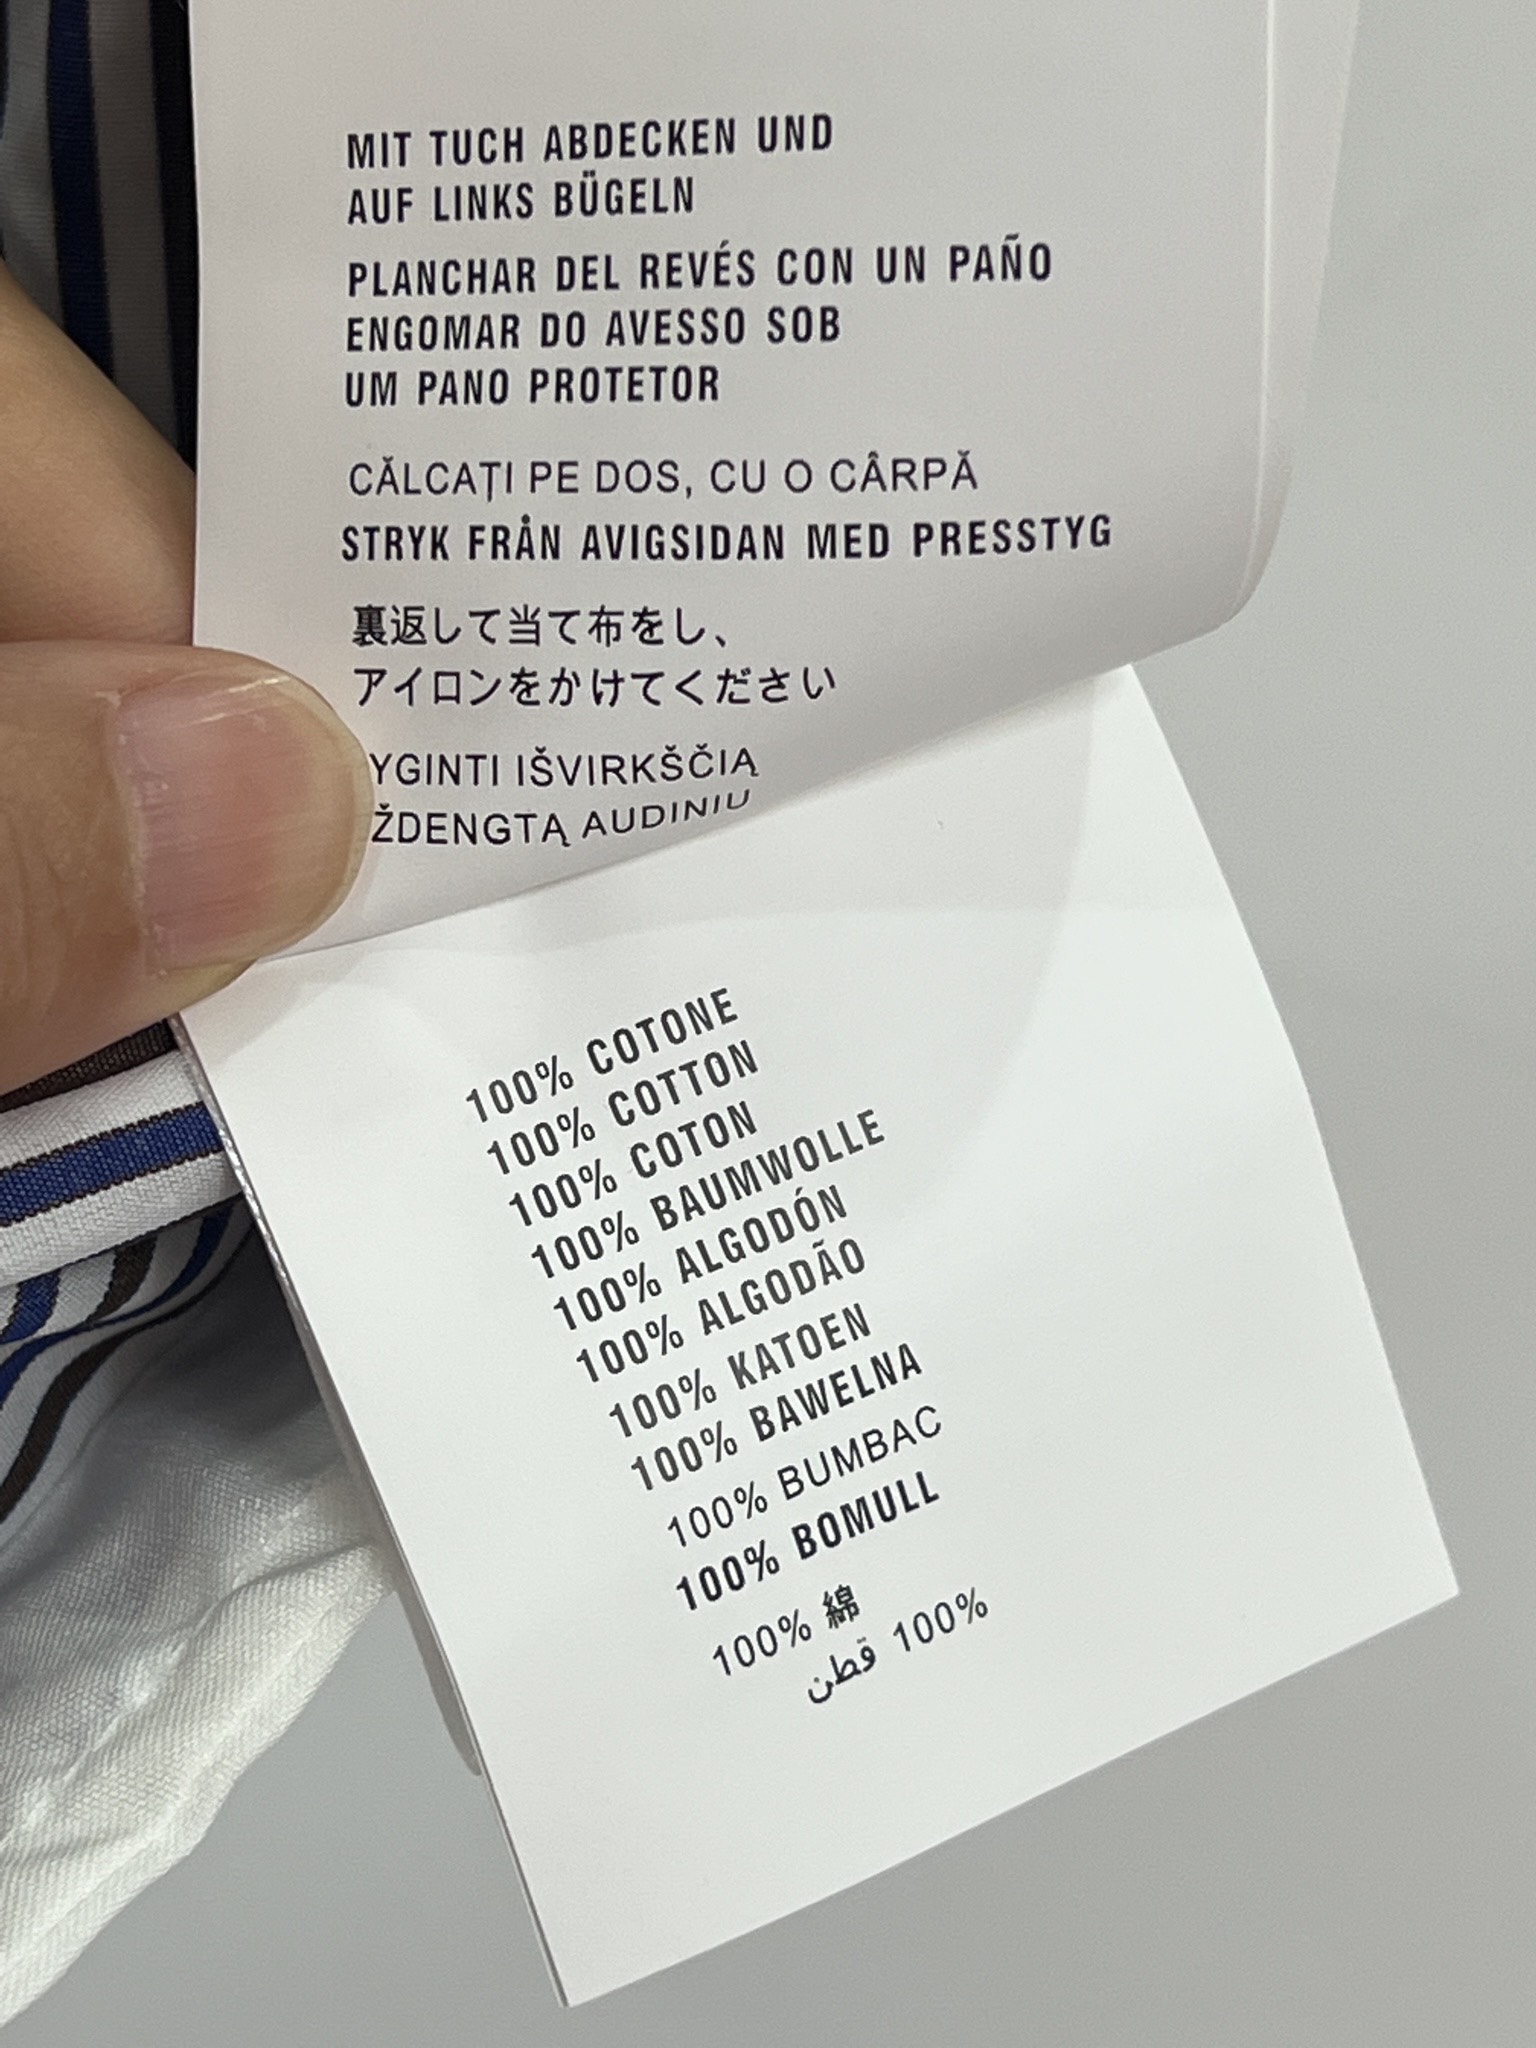 MIT TUCH ABDECKEN UND
AUF LINKS BÜGELN
PLANCHAR DEL REVÉS CON UN PAÑO
ENGOMAR DO AVESSO SOB
UM PANO PROTETOR
CĂLCAȚI PE DOS, CU O CÂRPĂ
STRYK FRÅN AVIGSIDAN MED PRESSTYG
裏返して当て布をし、
アイロンをかけてください
YGINTI IŠVIRKŠČIĄ
ŽDENGTĄ AUDINIU
100% COTONE
100% COTTON
100% COTON
100% BAUMWOLLE
100% ALGODÓN
100% ALGODÃO
100% KATOEN
100% BAWELNA
100% BUMBAC
100% BOMULL
100% 綿
100% قطن